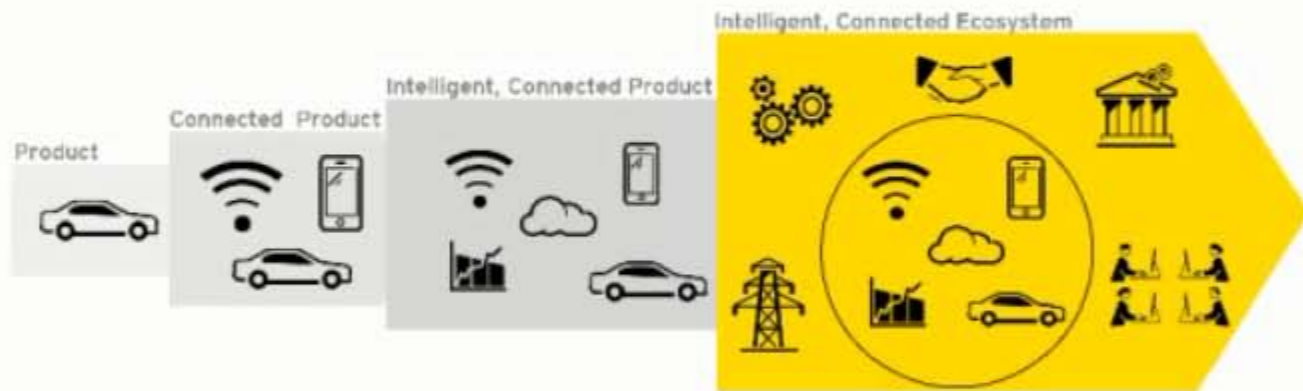 Product
Connected Product
Intelligent, Connected Product
Intelligent, Connected Ecosystem